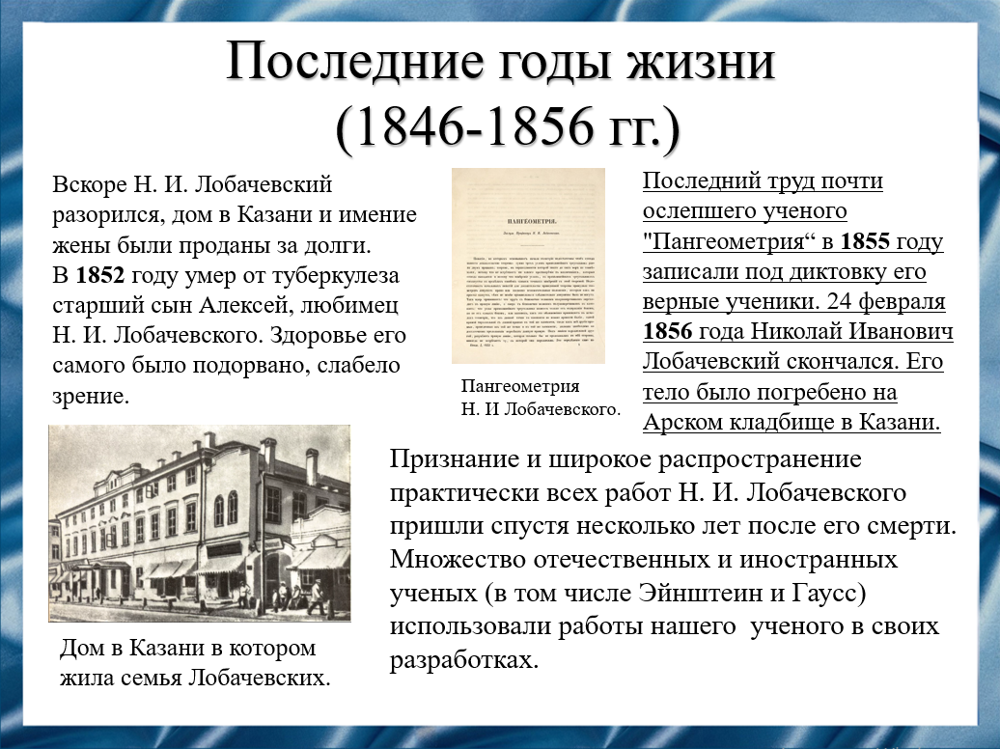 Последние годы жизни
(1846-1856 гг.)
Вскоре Н. И. Лобачевский
разорился, дом в Казани и имение
жены были проданы за долги.
В 1852 году умер от туберкулеза
старший сын Алексей, любимец
Н. И. Лобачевского. Здоровье его
самого было подорвано, слабело
зрение.
ПАНГЕОМЕТРІЯ.
Пангеометрия
Н. И Лобачевского.
Последний труд почти
ослепшего ученого
"Пангеометрия“ в 1855 году
записали под диктовку его
верные ученики. 24 февраля
1856 года Николай Иванович
Лобачевский скончался. Его
тело было погребено на
Арском кладбище в Казани.
Дом в Казани в котором
жила семья Лобачевских.
Признание и широкое распространение
практически всех работ Н. И. Лобачевского
пришли спустя несколько лет после его смерти.
Множество отечественных и иностранных
ученых (в том числе Эйнштеин и Гаусс)
использовали работы нашего  ученого в своих
разработках.